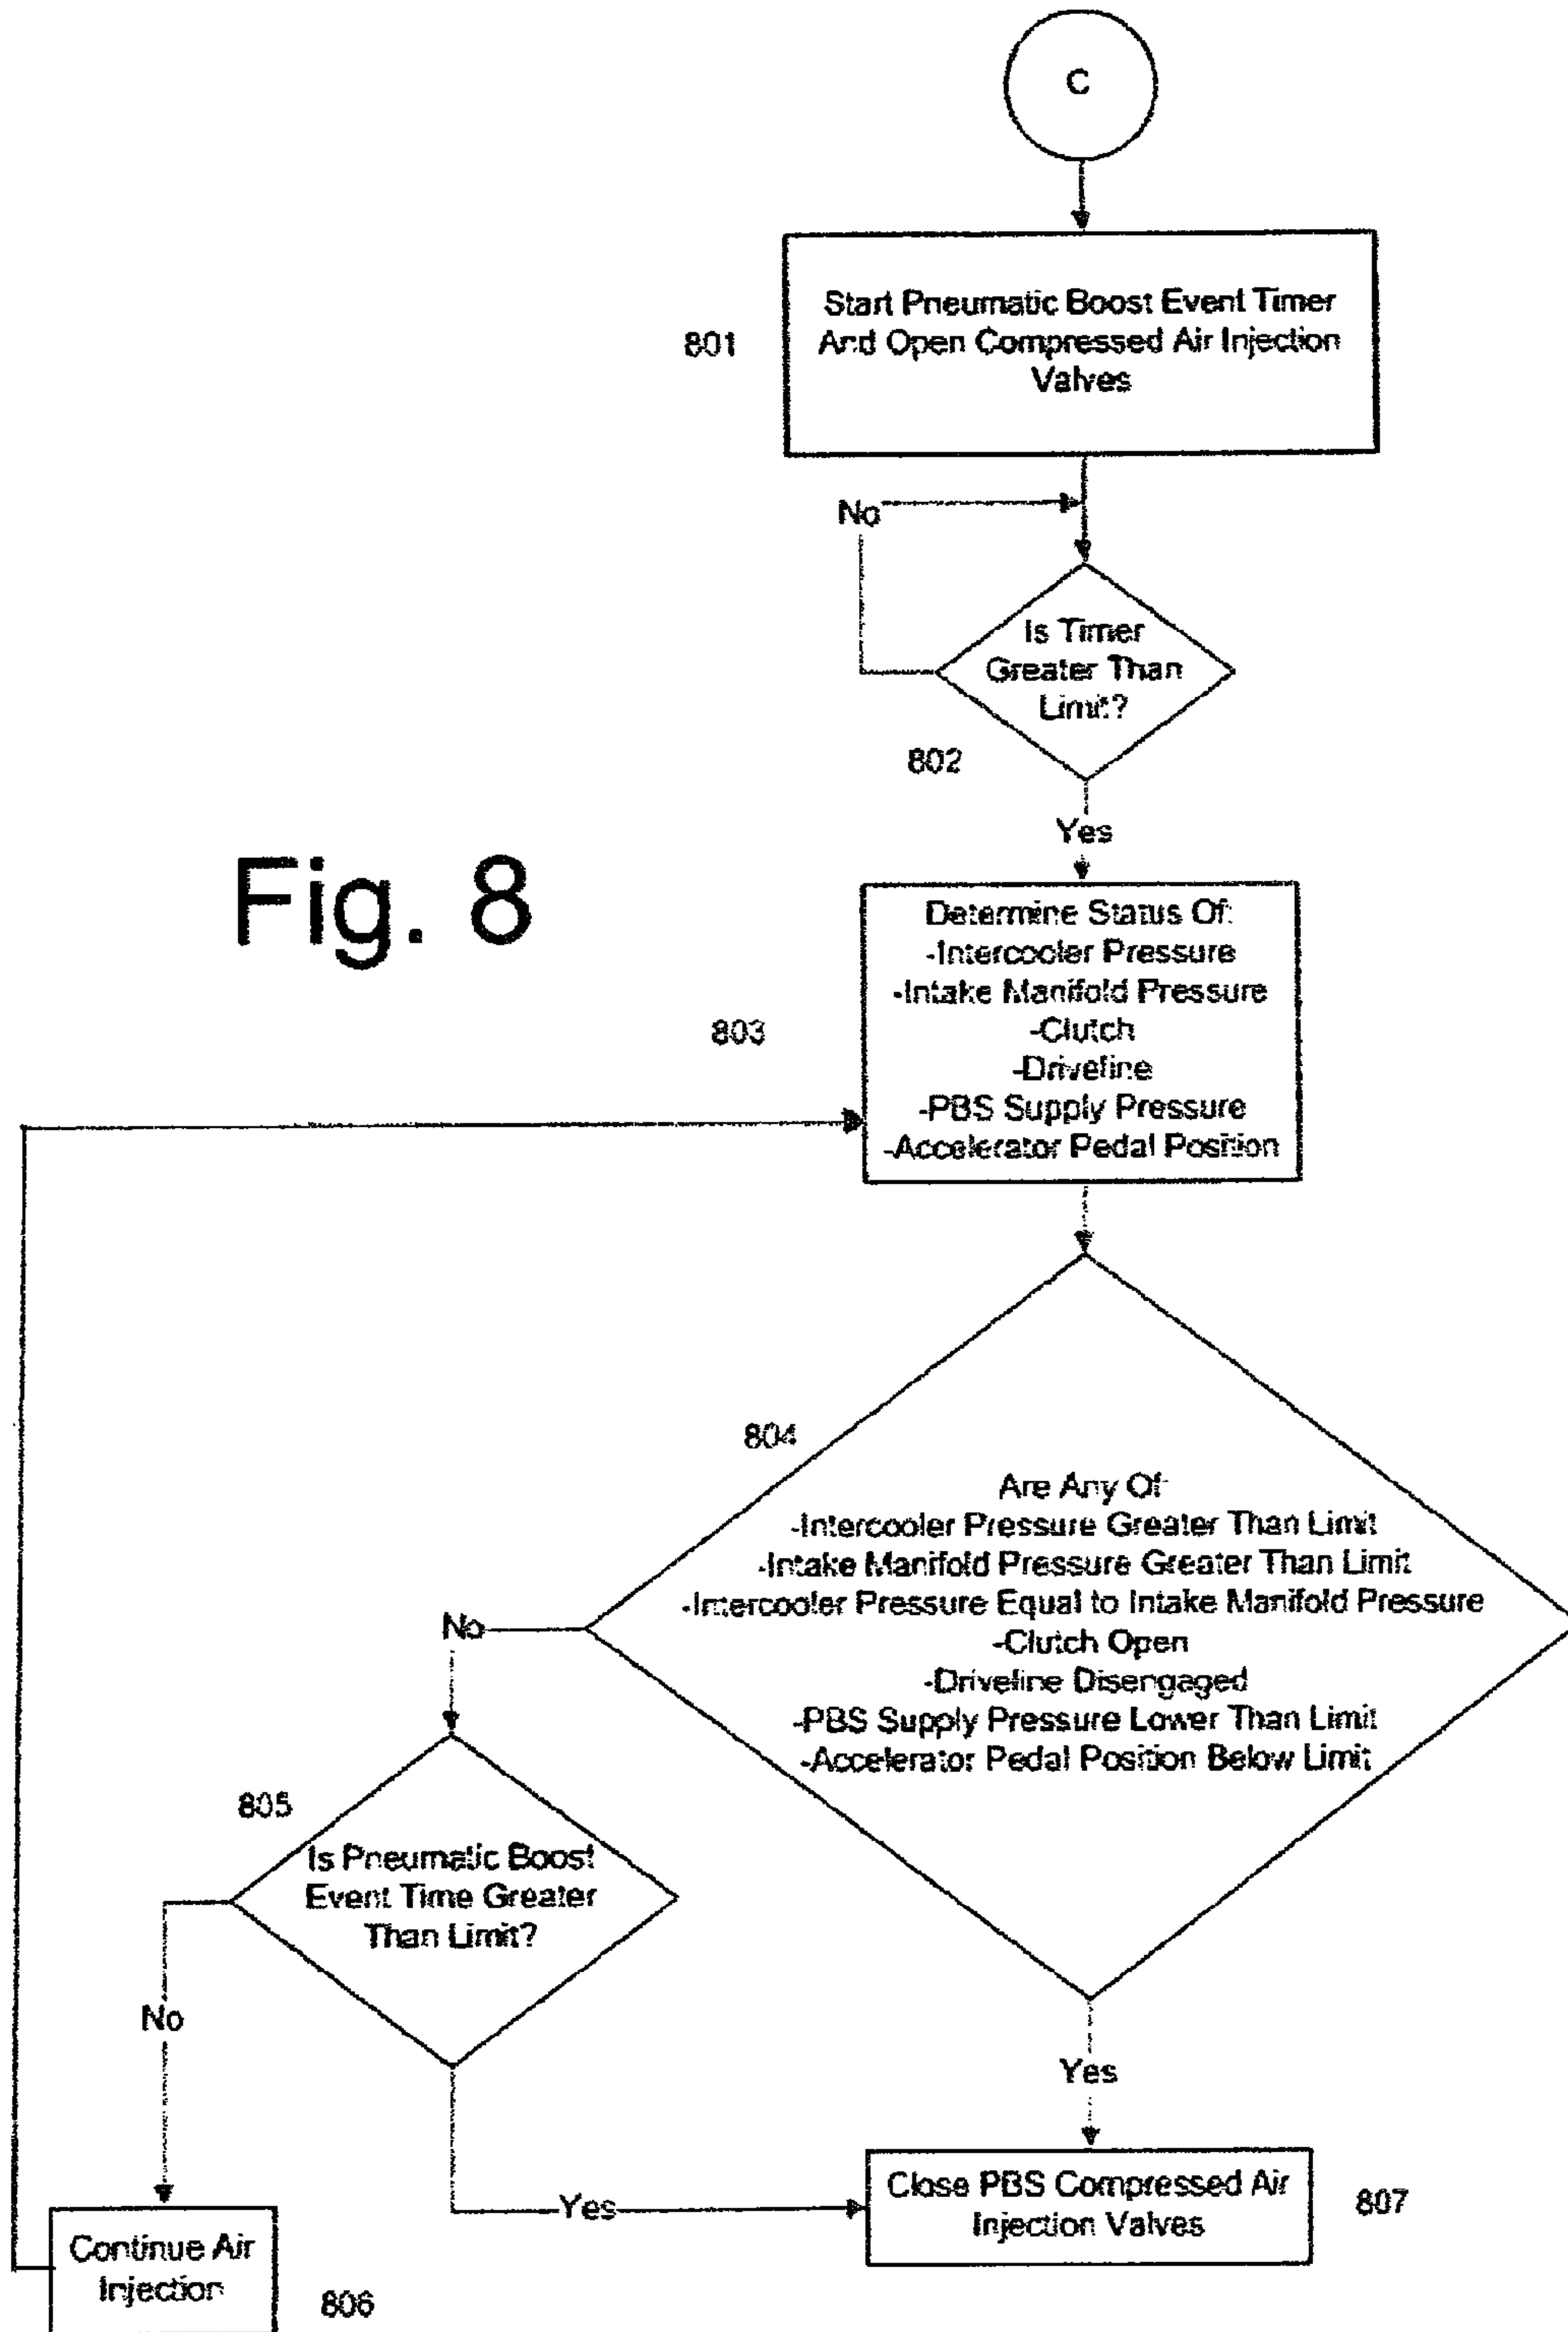 C
Start Pneumatic Boost Event Timer
And Open Compressed Air Injection
Valves
801
No
Is Timer
Greater Than
Limit?
802
Yes
Fig. 8
Determine Status Of:
-Intercooler Pressure
-Intake Manifold Pressure
-Clutch
-Driveline
-PBS Supply Pressure
-Accelerator Pedal Position
803
804
Are Any Of
-Intercooler Pressure Greater Than Limit
-Intake Manifold Pressure Greater Than Limit
-Intercooler Pressure Equal to Intake Manifold Pressure
-Clutch Open
-Driveline Disengaged
-PBS Supply Pressure Lower Than Limit
-Accelerator Pedal Position Below Limit
No
805
Is Pneumatic Boost
Event Time Greater
Than Limit?
No
Yes
Yes
Close PBS Compressed Air
Injection Valves
807
Continue Air
Injection
806